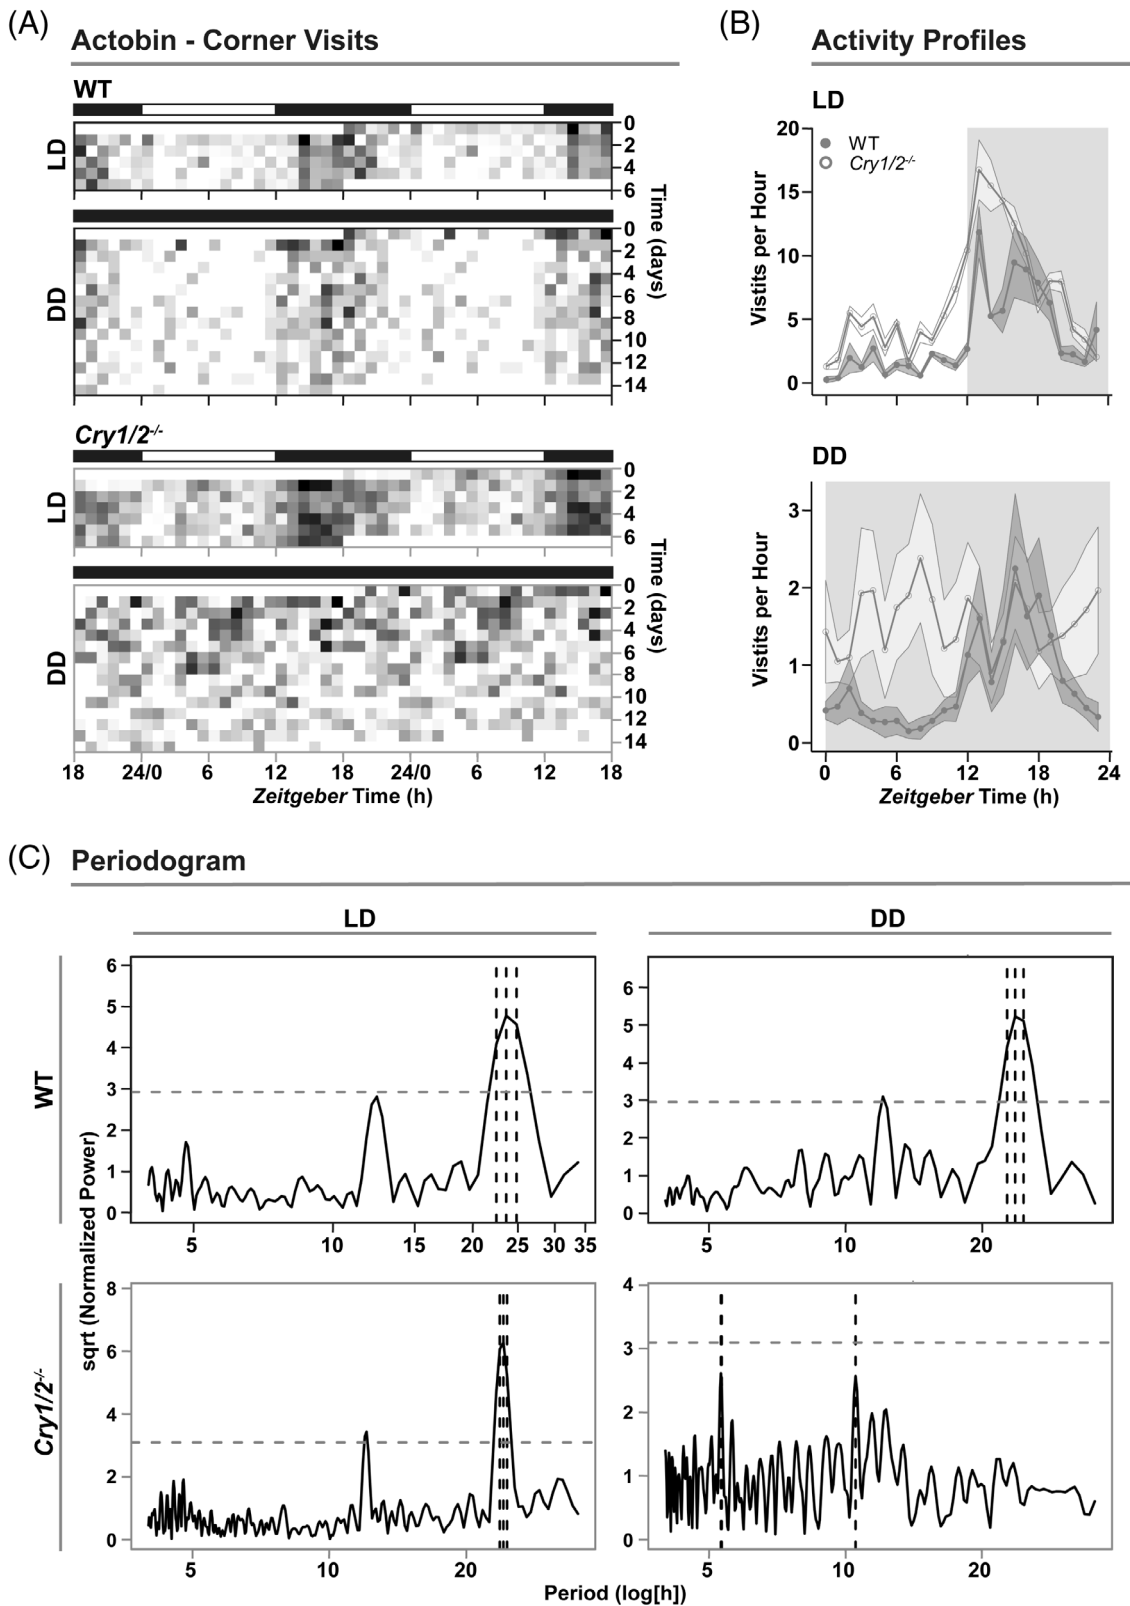 (A)
Actobin - Corner Visits
WT
LD
0
2
4
6
DD
0
2
4
6
8
10
12
14
Time (days)
Cry1/2-/-
LD
0
2
4
6
DD
0
2
4
6
8
10
12
14
Time (days)
18 24/0 6 12 18 24/0 6 12 18
Zeitgeber Time (h)
(B)
Activity Profiles
LD
20
15
10
5
0
WT
Cry1/2-/-
Vistits per Hour
DD
3
2
1
0
Vistits per Hour
0 6 12 18 24
Zeitgeber Time (h)
(C)
Periodogram
LD DD
WT
6
5
4
3
2
1
0
5 10 15 20 25 30 35
6
5
4
3
2
1
0
5 10 20
sqrt (Normalized Power)
Cry1/2-/-
8
6
4
2
0
5 10 20
4
3
2
1
0
5 10 20
Period (log[h])